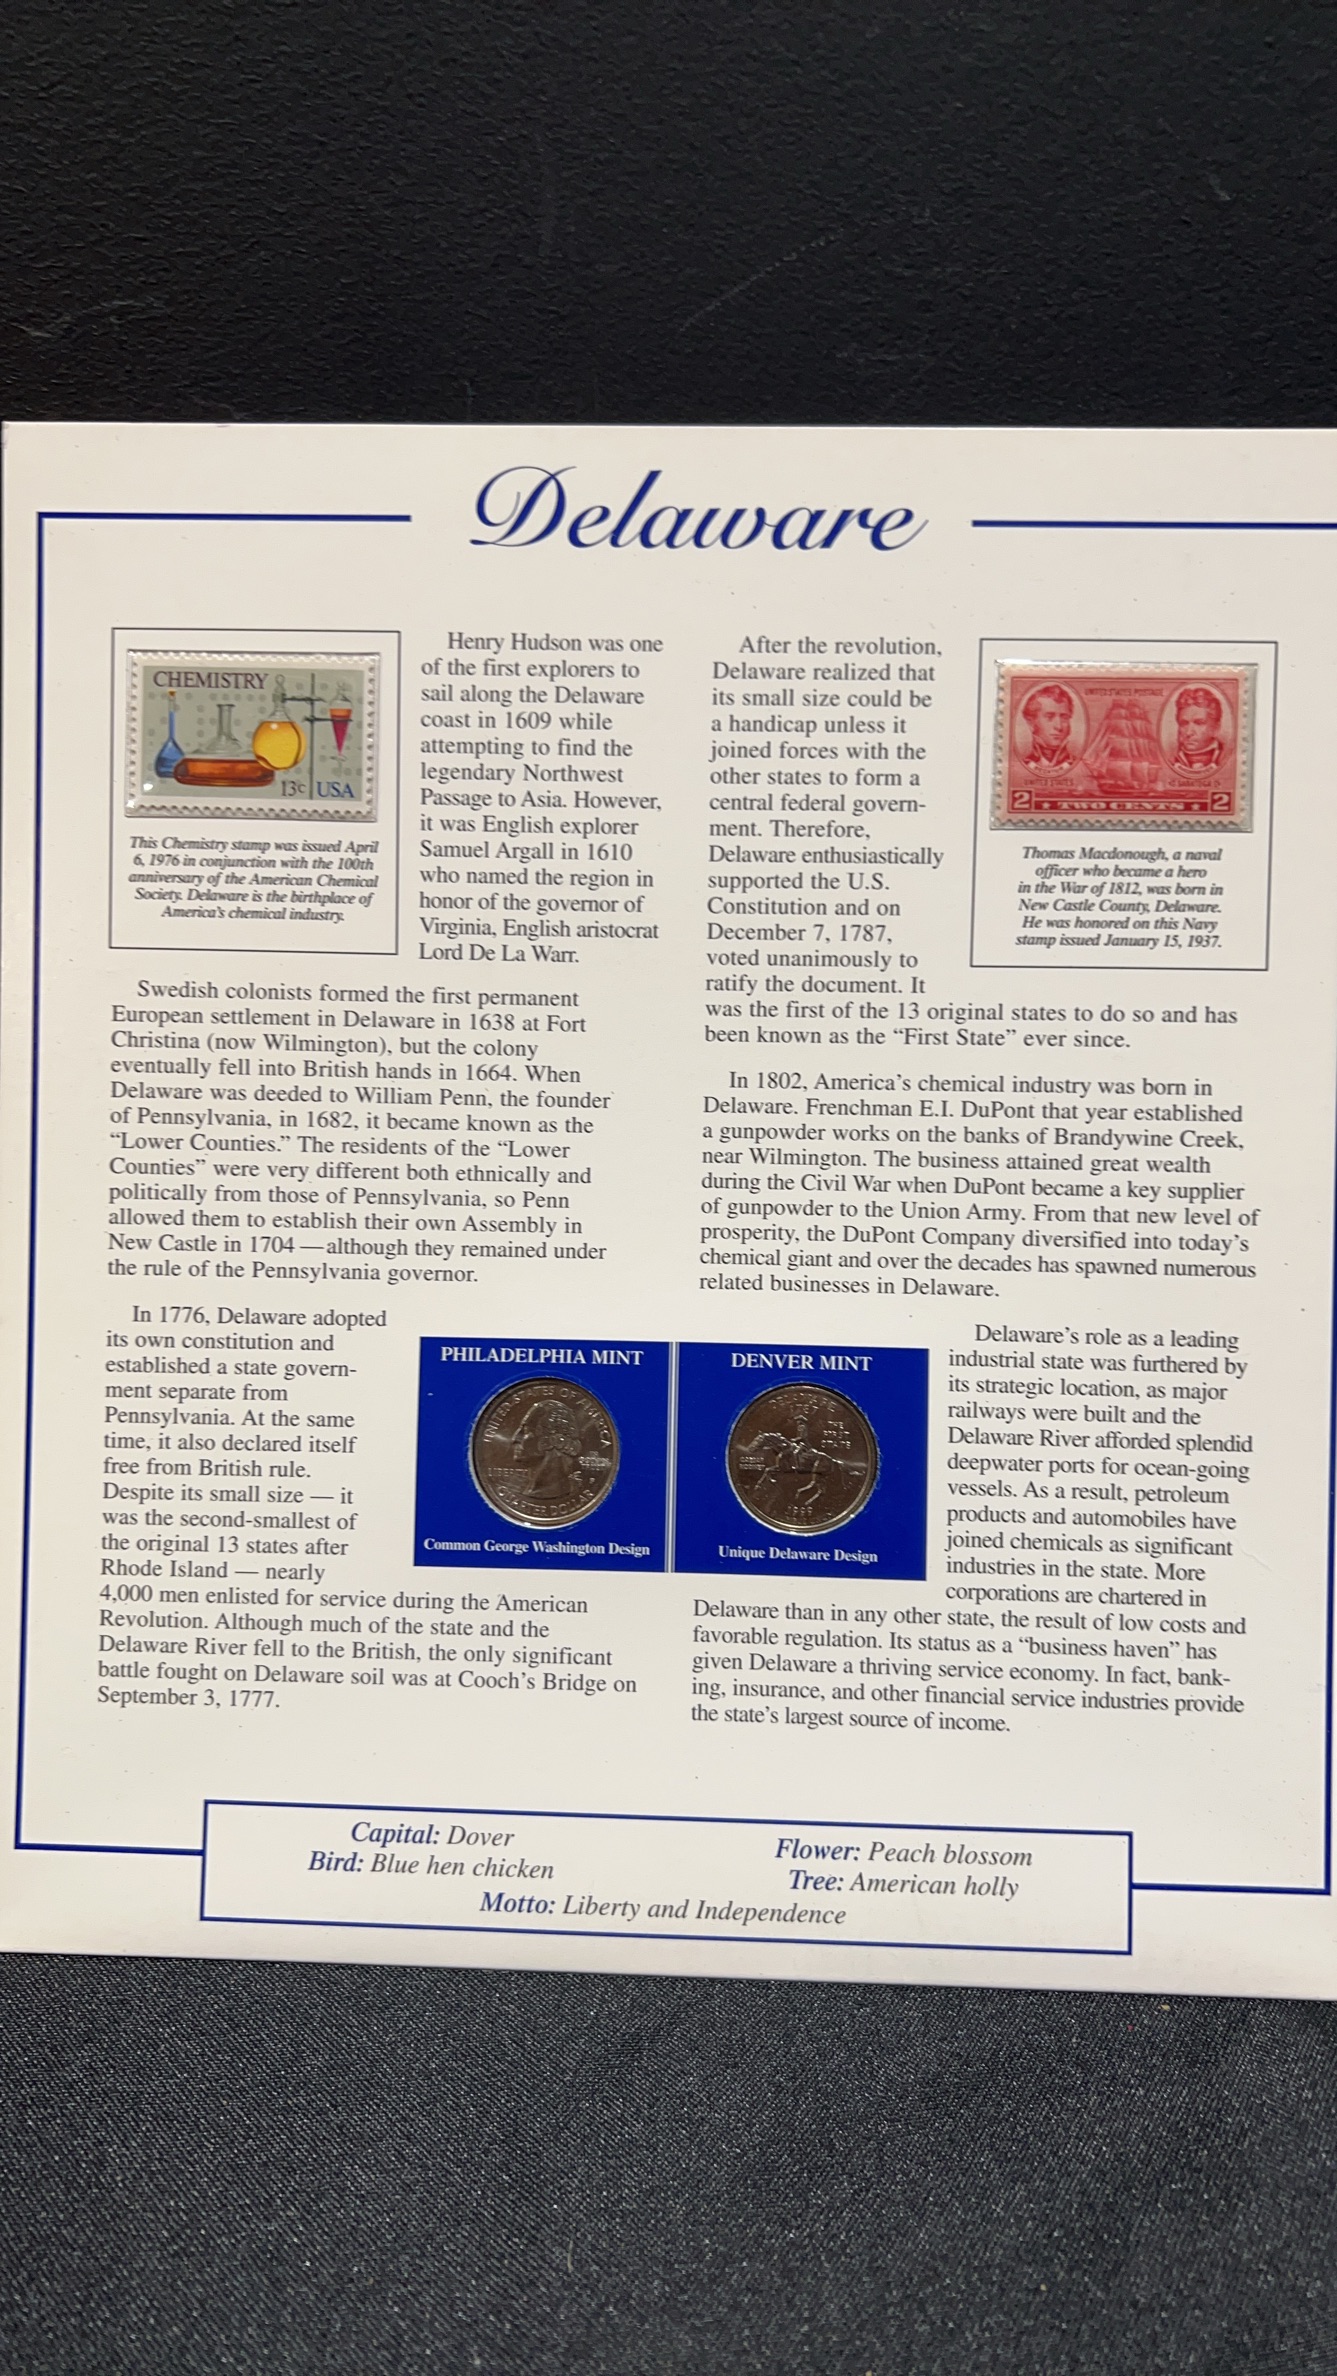 Delaware
CHEMISTRY
13c USA
This Chemistry stamp was issued April
6, 1976 in conjunction with the 100th
anniversary of the American Chemical
Society. Delaware is the birthplace of
America's chemical industry.
Henry Hudson was one
of the first explorers to
sail along the Delaware
coast in 1609 while
attempting to find the
legendary Northwest
Passage to Asia. However,
it was English explorer
Samuel Argall in 1610
who named the region in
honor of the governor of
Virginia, English aristocrat
Lord De La Warr.
Swedish colonists formed the first permanent
European settlement in Delaware in 1638 at Fort
Christina (now Wilmington), but the colony
eventually fell into British hands in 1664. When
Delaware was deeded to William Penn, the founder
of Pennsylvania, in 1682, it became known as the
“Lower Counties.” The residents of the “Lower
Counties” were very different both ethnically and
politically from those of Pennsylvania, so Penn
allowed them to establish their own Assembly in
New Castle in 1704 — although they remained under
the rule of the Pennsylvania governor.
In 1776, Delaware adopted
its own constitution and
established a state govern-
ment separate from
Pennsylvania. At the same
time, it also declared itself
free from British rule.
Despite its small size — it
was the second-smallest of
the original 13 states after
Rhode Island — nearly
4,000 men enlisted for service during the American
Revolution. Although much of the state and the
Delaware River fell to the British, the only significant
battle fought on Delaware soil was at Cooch's Bridge on
September 3, 1777.
PHILADELPHIA MINT
UNITED STATES OF AMERICA
LIBERTY
P
QUARTER DOLLAR
Common George Washington Design
DENVER MINT
DELAWARE
1787
THE
FIRST
STATE
CAESAR
RODNEY
1999
Unique Delaware Design
After the revolution,
Delaware realized that
its small size could be
a handicap unless it
joined forces with the
other states to form a
central federal govern-
ment. Therefore,
Delaware enthusiastically
supported the U.S.
Constitution and on
December 7, 1787,
voted unanimously to
ratify the document. It
was the first of the 13 original states to do so and has
been known as the “First State” ever since.
UNITED STATES POSTAGE
UNITED STATES
SARATOGA
2 TWO CENTS 2
Thomas Macdonough, a naval
officer who became a hero
in the War of 1812, was born in
New Castle County, Delaware.
He was honored on this Navy
stamp issued January 15, 1937.
In 1802, America's chemical industry was born in
Delaware. Frenchman E.I. DuPont that year established
a gunpowder works on the banks of Brandywine Creek,
near Wilmington. The business attained great wealth
during the Civil War when DuPont became a key supplier
of gunpowder to the Union Army. From that new level of
prosperity, the DuPont Company diversified into today's
chemical giant and over the decades has spawned numerous
related businesses in Delaware.
Delaware's role as a leading
industrial state was furthered by
its strategic location, as major
railways were built and the
Delaware River afforded splendid
deepwater ports for ocean-going
vessels. As a result, petroleum
products and automobiles have
joined chemicals as significant
industries in the state. More
corporations are chartered in
Delaware than in any other state, the result of low costs and
favorable regulation. Its status as a “business haven” has
given Delaware a thriving service economy. In fact, bank-
ing, insurance, and other financial service industries provide
the state's largest source of income.
Capital: Dover
Bird: Blue hen chicken
Flower: Peach blossom
Tree: American holly
Motto: Liberty and Independence